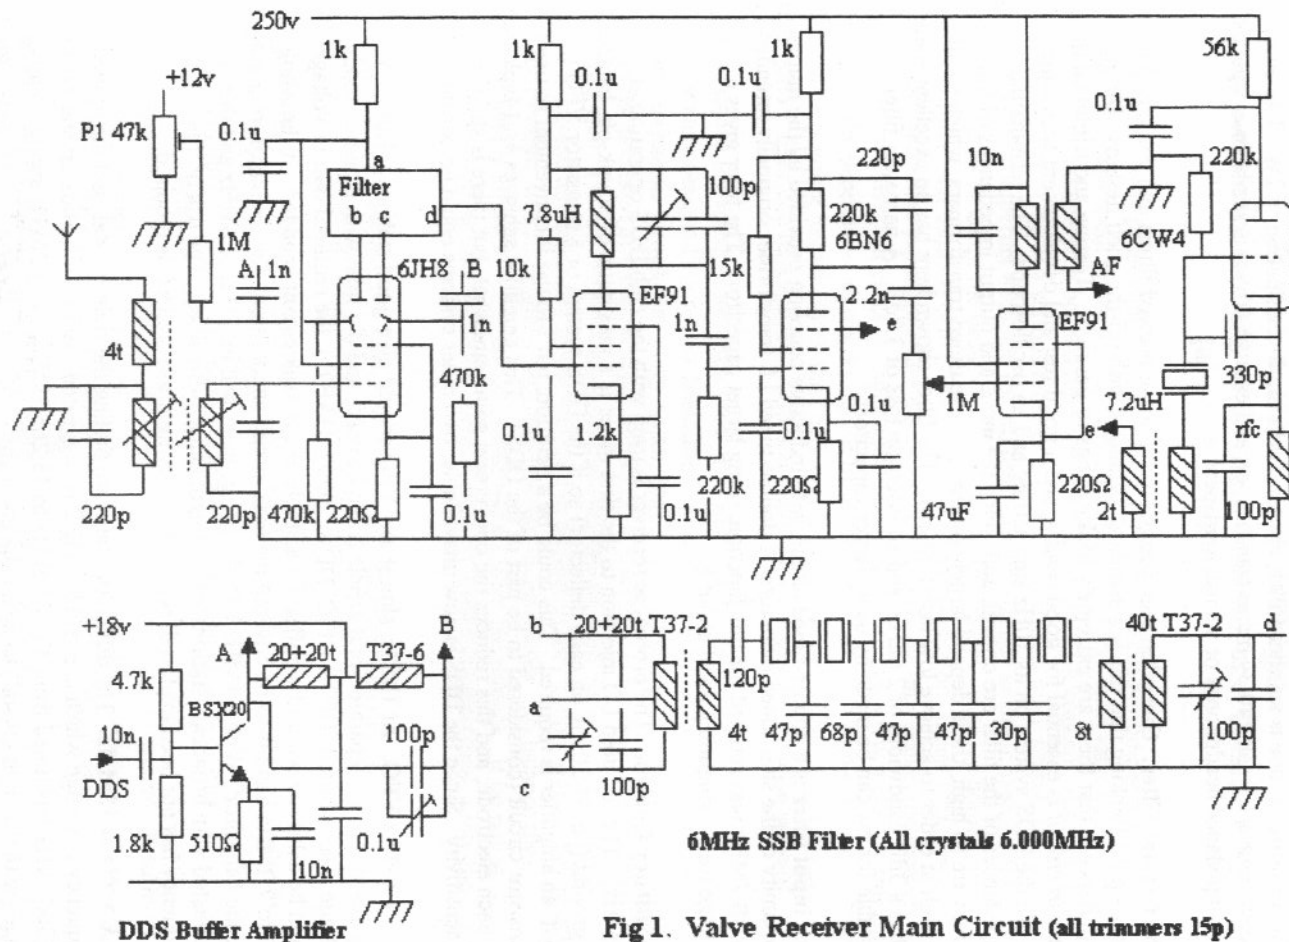 250v
1k
1k
1k
56k
+12v
0.1u
0.1u
0.1u
P1 47k
0.1u
a
Filter
b c d
10n
220p
220k
100p
7.8uH
220k
6BN6
6CW4
1M
A 1n
6JH8
B
10k
15k
AF
EF91
2.2n
EF91
1n
1n
e
4t
470k
330p
0.1u
1M
7.2uH
e
rfc
0.1u
1.2k
0.1u
220p
220p
470k
220Ω
0.1u
0.1u
220k
220Ω
47uF
220Ω
2t
100p
+18v
B
b
20+20t T37-2
40t T37-2
d
A
20+20t
T37-6
4.7k
120p
BSX20
a
10n
100p
4t
47p
68p
47p
47p
30p
8t
100p
DDS
100p
c
1.8k
510Ω
0.1u
10n
6MHz SSB Filter (All crystals 6.000MHz)
DDS Buffer Amplifier
Fig 1. Valve Receiver Main Circuit (all trimmers 15p)